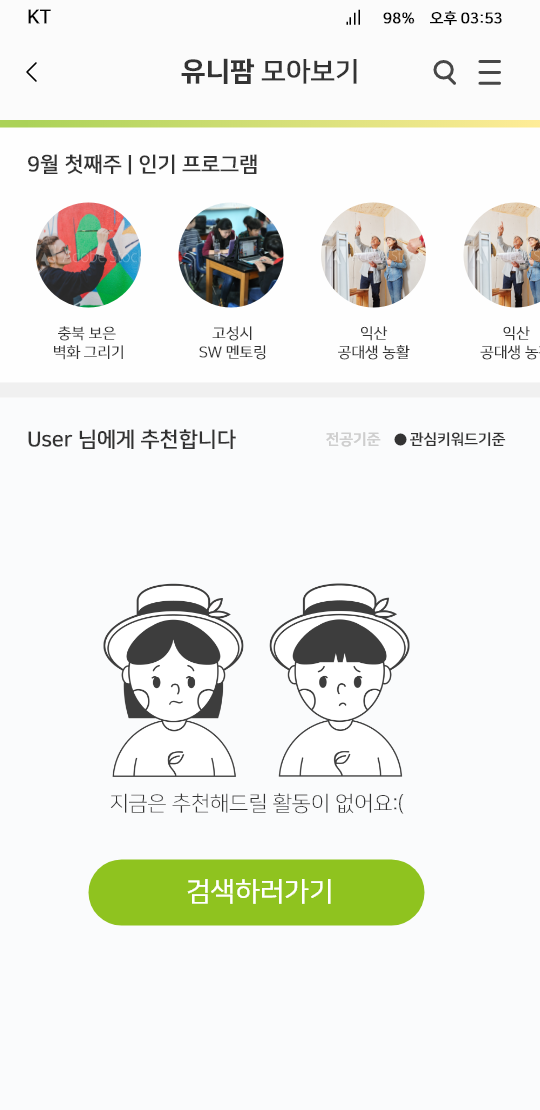 KT 98% 오후 03:53
유니팜 모아보기
9월 첫째주 | 인기 프로그램
충북 보은
벽화 그리기
고성시
SW 멘토링
익산
공대생 농활
익산
공대생 농
User 님에게 추천합니다
전공기준 ● 관심키워드기준
지금은 추천해드릴 활동이 없어요:(
검색하러가기